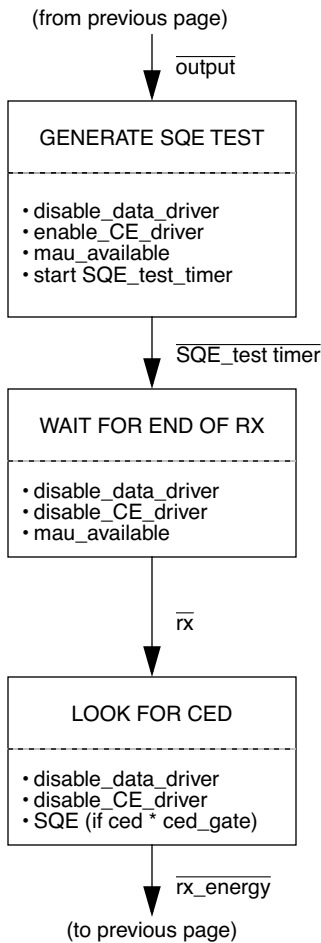 (from previous page)
output
GENERATE SQE TEST
• disable_data_driver
• enable_CE_driver
• mau_available
• start SQE_test_timer
SQE_test timer
WAIT FOR END OF RX
• disable_data_driver
• disable_CE_driver
• mau_available
rx
LOOK FOR CED
• disable_data_driver
• disable_CE_driver
• SQE (if ced * ced_gate)
rx_energy
(to previous page)